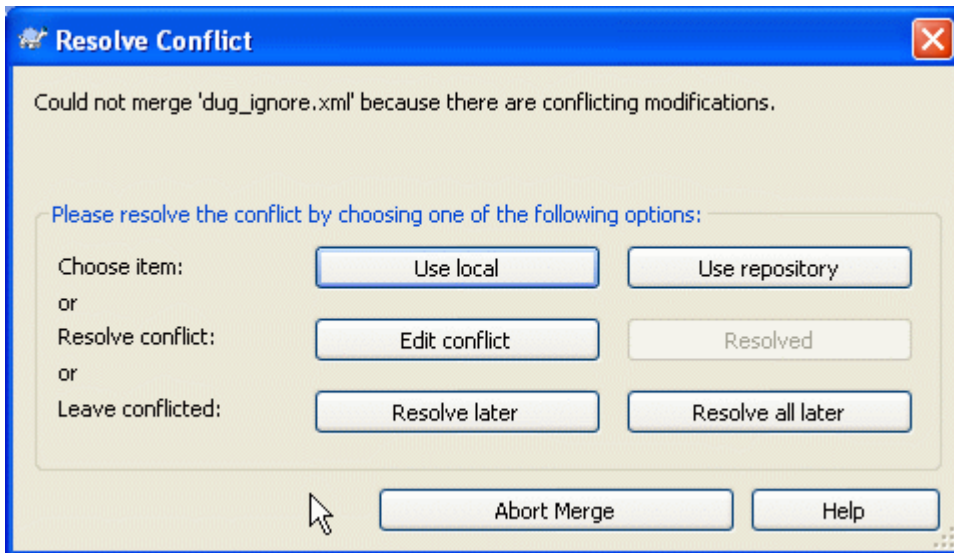 Resolve Conflict
Could not merge 'dug_ignore.xml' because there are conflicting modifications.
Please resolve the conflict by choosing one of the following options:
Choose item: Use local Use repository
or
Resolve conflict: Edit conflict Resolved
or
Leave conflicted: Resolve later Resolve all later
Abort Merge Help